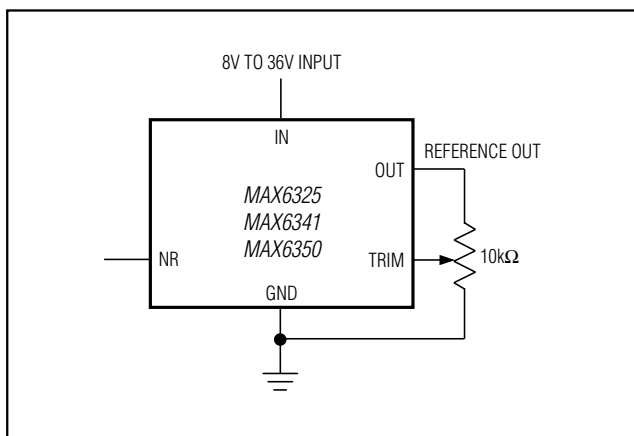 8V TO 36V INPUT
IN
REFERENCE OUT
OUT
MAX6325
MAX6341
MAX6350
NR
TRIM
10kΩ
GND